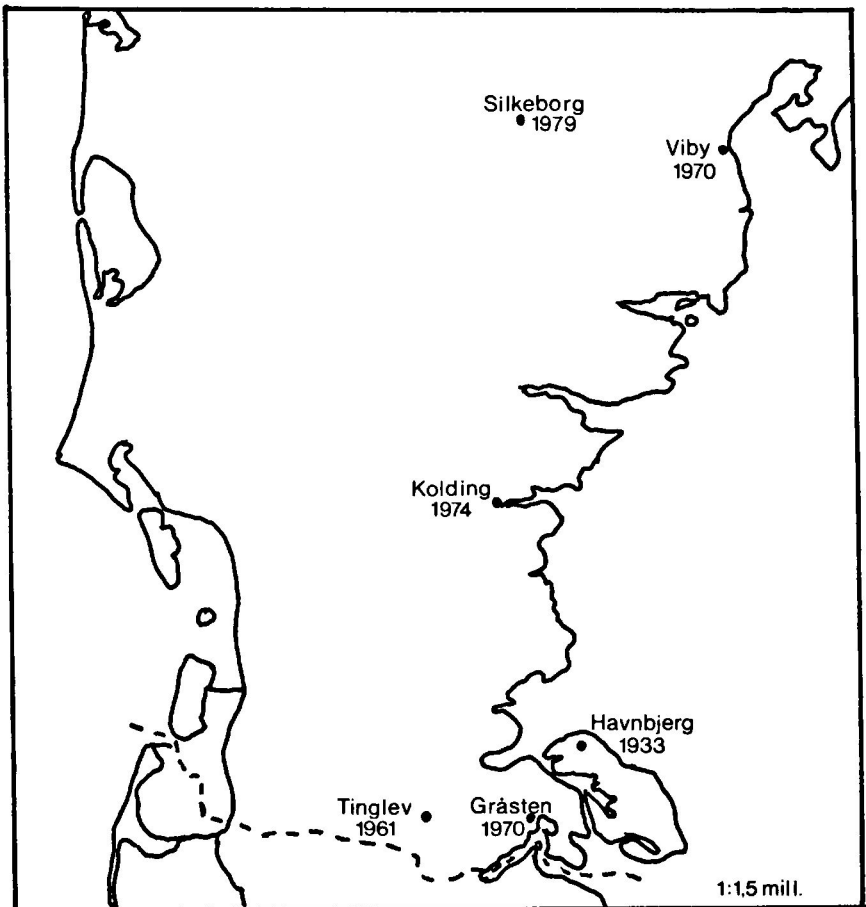 Silkeborg
1979
Viby
1970
Kolding
1974
Havnbjerg
1933
Tinglev
1961
Gråsten
1970
1:1,5 mill.